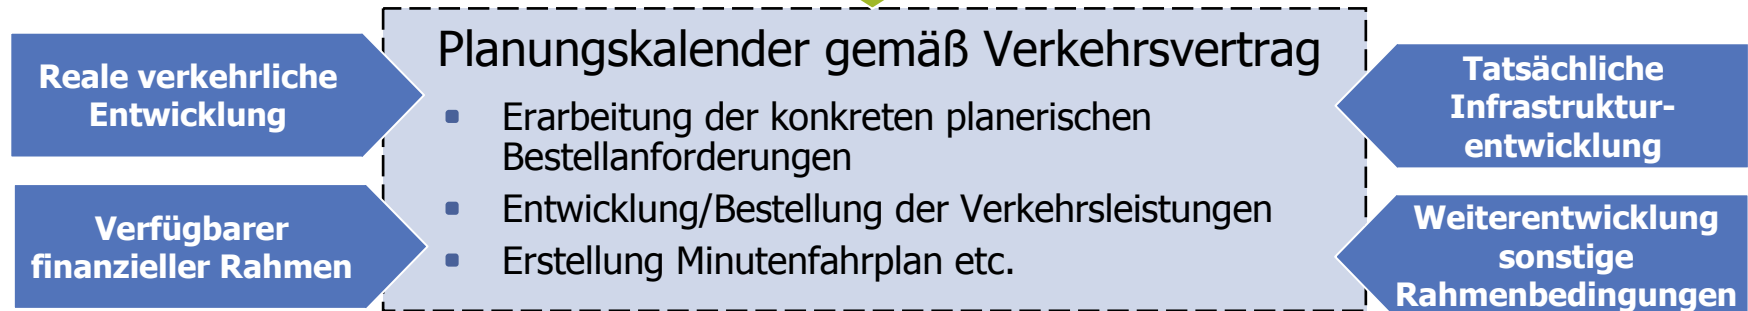 Reale verkehrliche
Entwicklung
Verfügbarer
finanzieller Rahmen
Planungskalender gemäß Verkehrsvertrag
▪ Erarbeitung der konkreten planerischen
Bestellanforderungen
▪ Entwicklung/Bestellung der Verkehrsleistungen
▪ Erstellung Minutenfahrplan etc.
Tatsächliche
Infrastruktur-
entwicklung
Weiterentwicklung
sonstige
Rahmenbedingungen